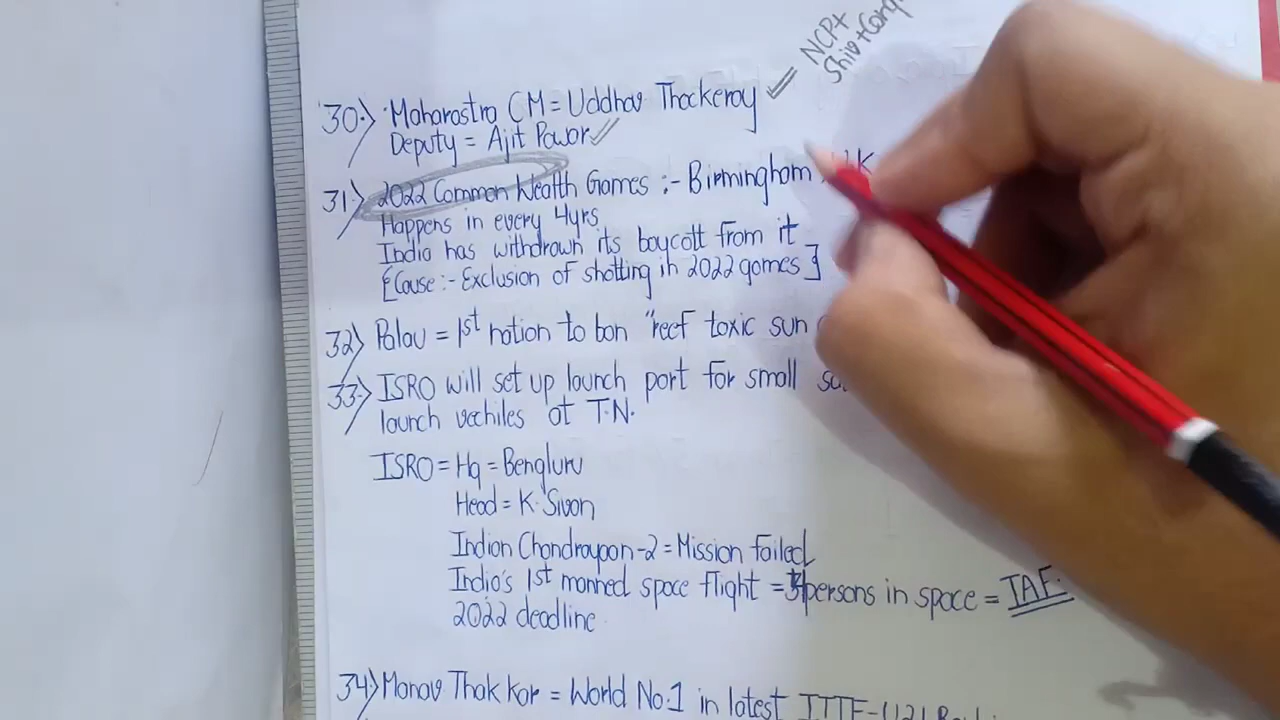 NCP+
Shiv+Cong
30) Maharastra CM = Uddhav Thackeray
Deputy = Ajit Pawar
31) 2022 Common Wealth Games :- Birmingham, UK
Happens in every 4yrs
India has withdrawn its boycott from it
[Cause :- Exclusion of shotting in 2022 games]
32) Palau = 1st nation to ban "reef toxic sun
33) ISRO will set up launch port for small
launch vechiles at T.N.
ISRO = Hq = Bengluru
Head = K. Sivan
Indian Chandrayaan-2 = Mission failed
India's 1st manned space flight = persons in space = IAF.
2022 deadline
34) Manav Thakkar = World No.1 in latest ITTF-U21